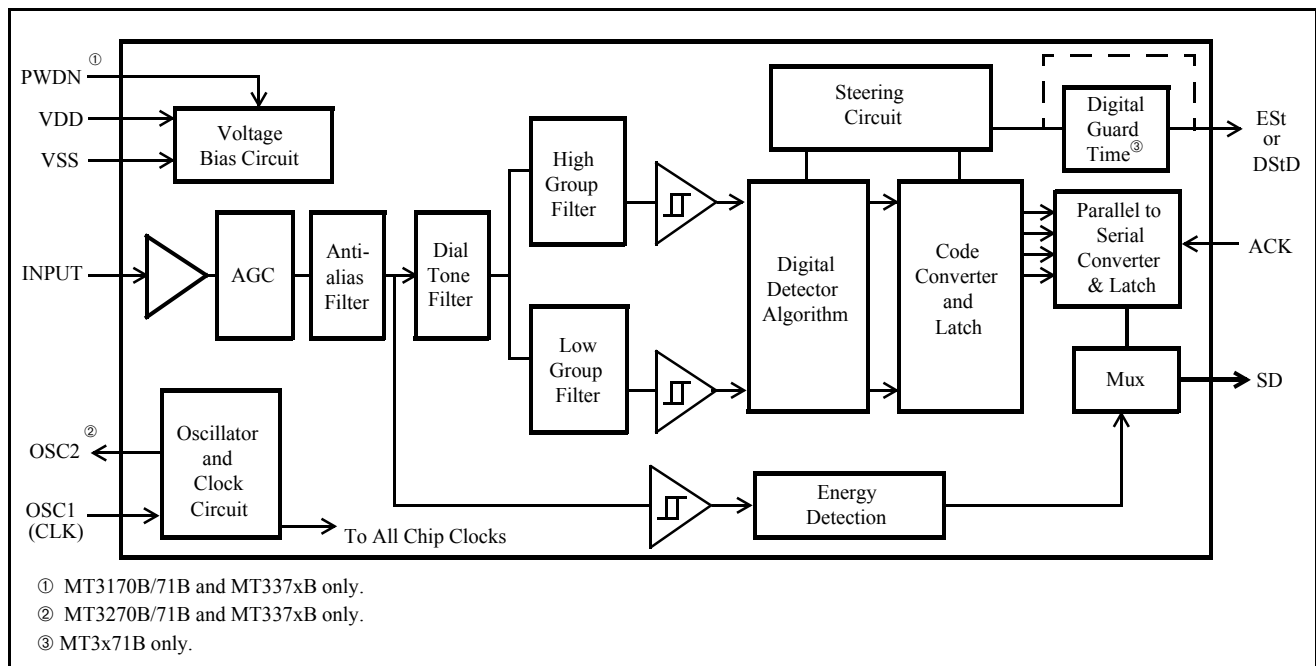 PWDN ①
VDD
VSS
Voltage
Bias Circuit
INPUT
AGC
Anti-
alias
Filter
Dial
Tone
Filter
High
Group
Filter
Low
Group
Filter
Steering
Circuit
Digital
Detector
Algorithm
Code
Converter
and
Latch
Digital
Guard
Time③
ESt
or
DStD
Parallel to
Serial
Converter
& Latch
ACK
Mux
SD
OSC2 ②
OSC1
(CLK)
Oscillator
and
Clock
Circuit
To All Chip Clocks
Energy
Detection
① MT3170B/71B and MT337xB only.
② MT3270B/71B and MT337xB only.
③ MT3x71B only.